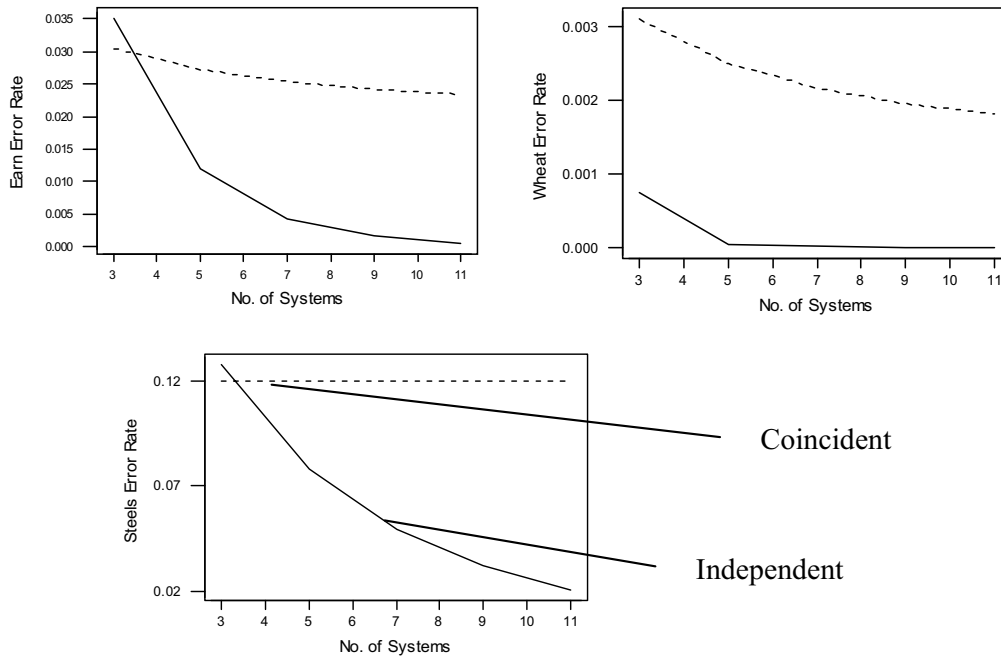 Earn Error Rate
0.035
0.030
0.025
0.020
0.015
0.010
0.005
0.000
3 4 5 6 7 8 9 10 11
No. of Systems
Wheat Error Rate
0.003
0.002
0.001
0.000
3 4 5 6 7 8 9 10 11
No. of Systems
Steels Error Rate
0.12
0.07
0.02
3 4 5 6 7 8 9 10 11
No. of Systems
Coincident
Independent